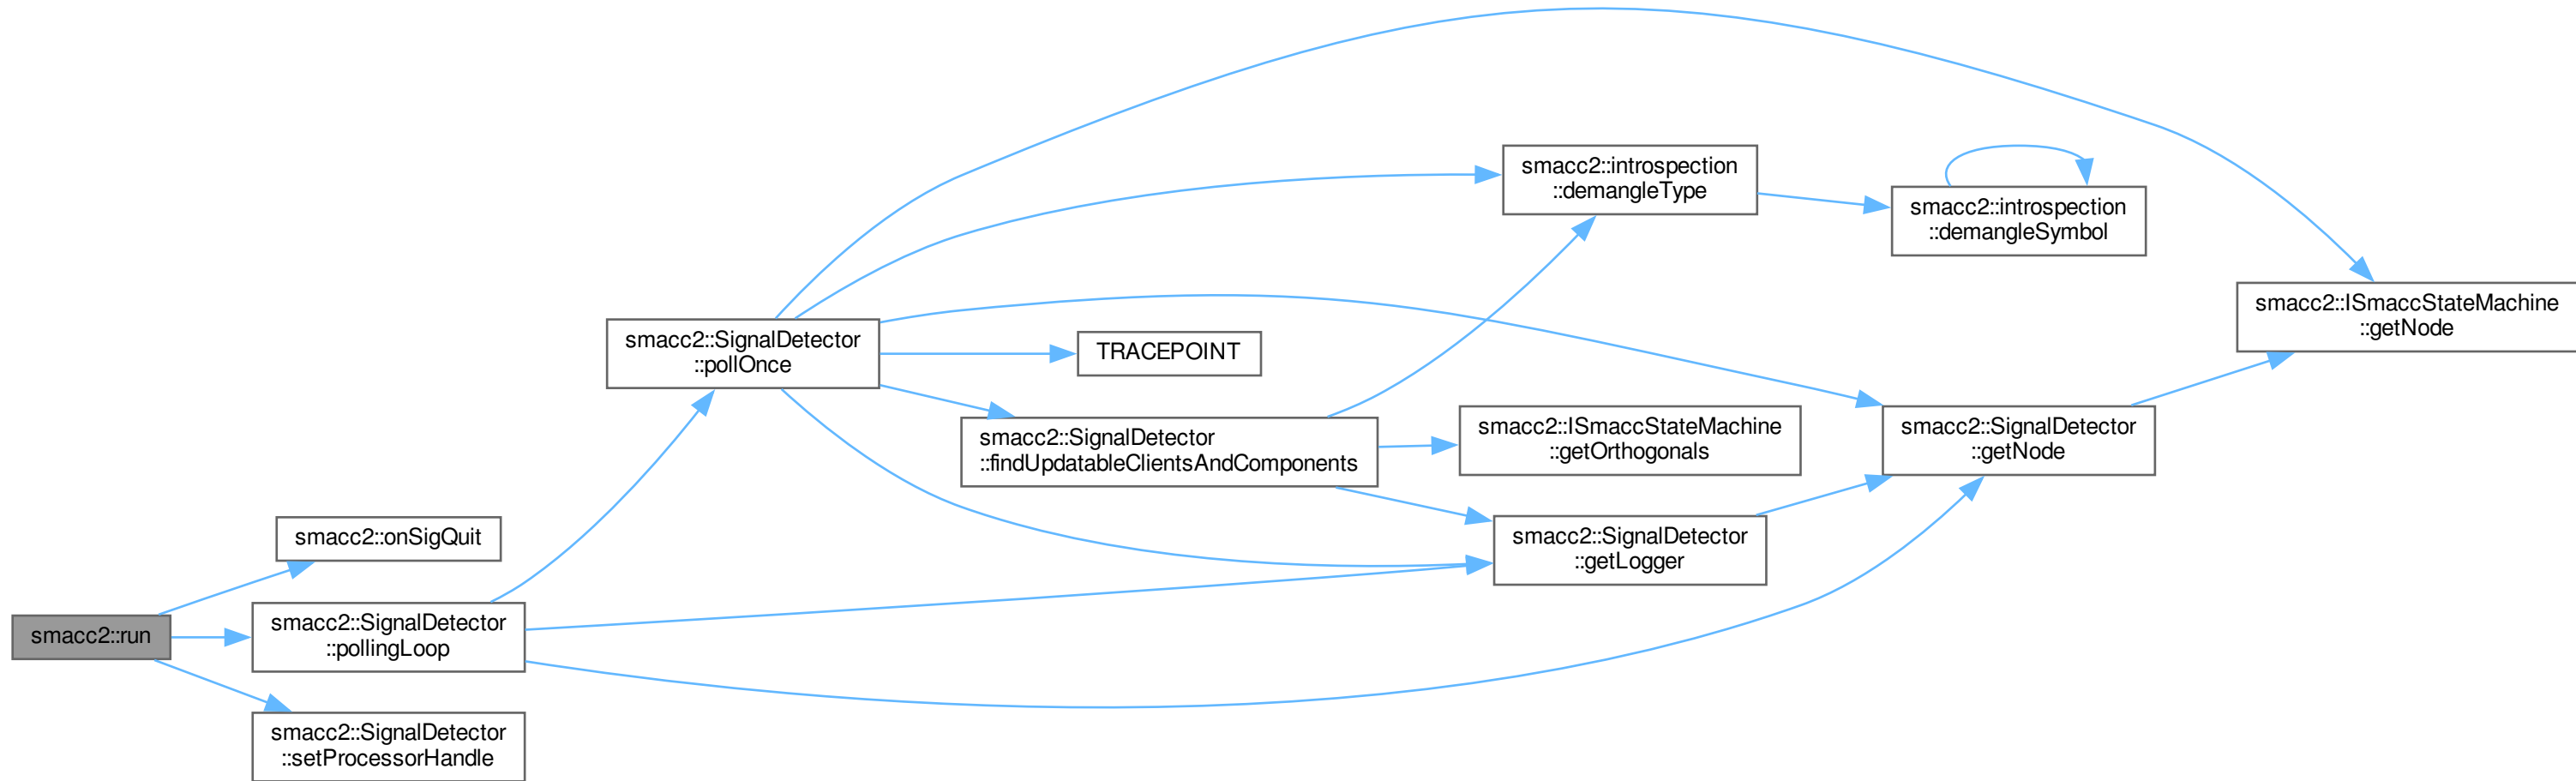 smacc2::run
smacc2::onSigQuit
smacc2::SignalDetector
::pollingLoop
smacc2::SignalDetector
::setProcessorHandle
smacc2::SignalDetector
::pollOnce
TRACEPOINT
smacc2::SignalDetector
::findUpdatableClientsAndComponents
smacc2::introspection
::demangleType
smacc2::ISmaccStateMachine
::getOrthogonals
smacc2::SignalDetector
::getLogger
smacc2::introspection
::demangleSymbol
smacc2::SignalDetector
::getNode
smacc2::ISmaccStateMachine
::getNode